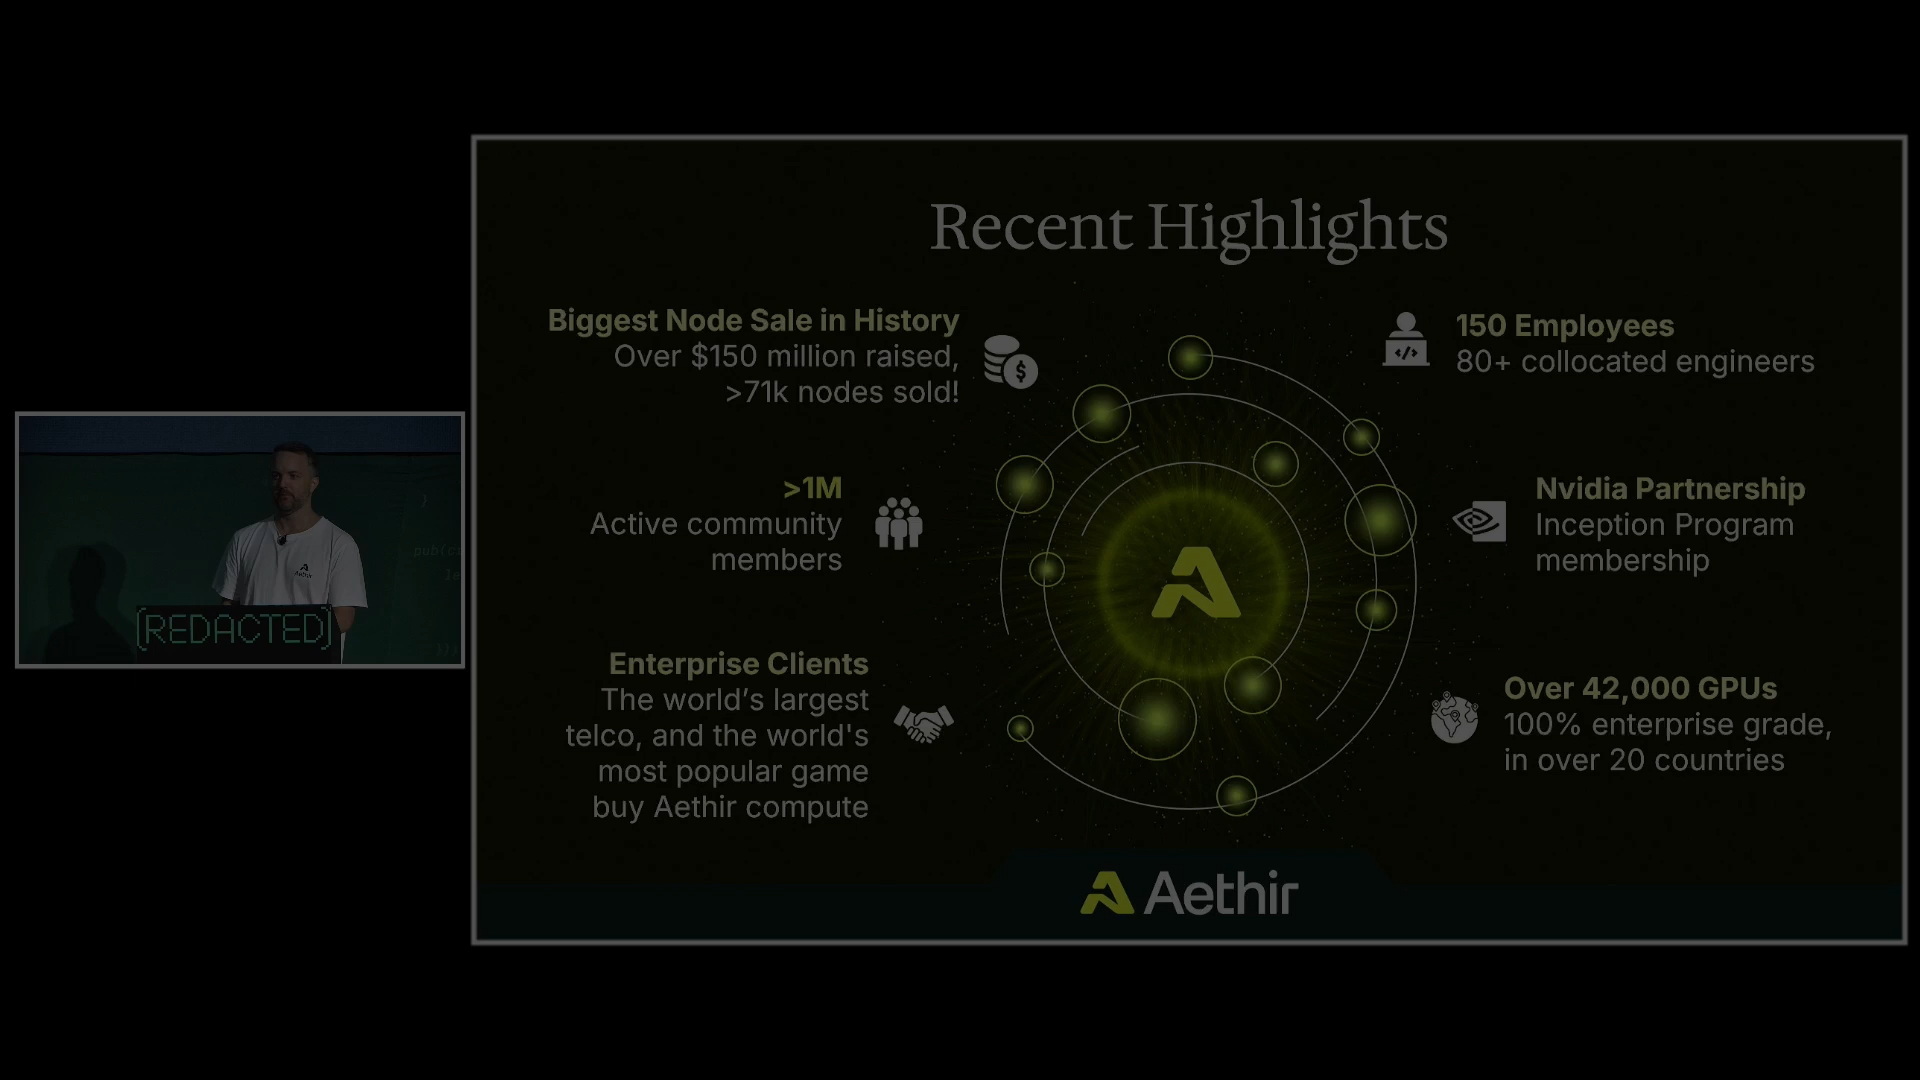 Recent Highlights
Biggest Node Sale in History
Over $150 million raised,
>71k nodes sold!
>1M
Active community
members
Enterprise Clients
The world’s largest
telco, and the world's
most popular game
buy Aethir compute
150 Employees
80+ collocated engineers
Nvidia Partnership
Inception Program
membership
Over 42,000 GPUs
100% enterprise grade,
in over 20 countries
Aethir
Aethir
[REDACTED]